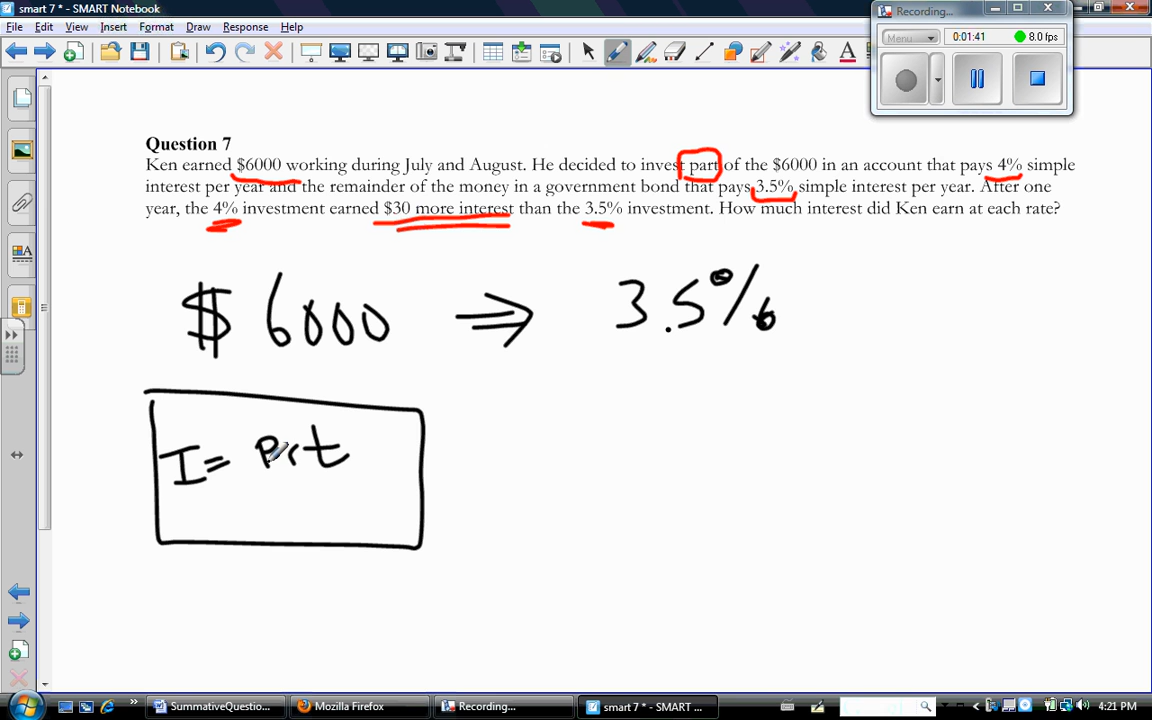 smart 7 * - SMART Notebook
Recording...
File Edit View Insert Format Draw Response Help
Menu 0:01:41 8.0 fps
A
Question 7
Ken earned $6000 working during July and August. He decided to invest part of the $6000 in an account that pays 4% simple
interest per year and the remainder of the money in a government bond that pays 3.5% simple interest per year. After one
year, the 4% investment earned $30 more interest than the 3.5% investment. How much interest did Ken earn at each rate?
$ 6000 ⇒ 3.5%
I = Prt
SummativeQuestio... Mozilla Firefox Recording... smart 7 * - SMART ... 4:21 PM